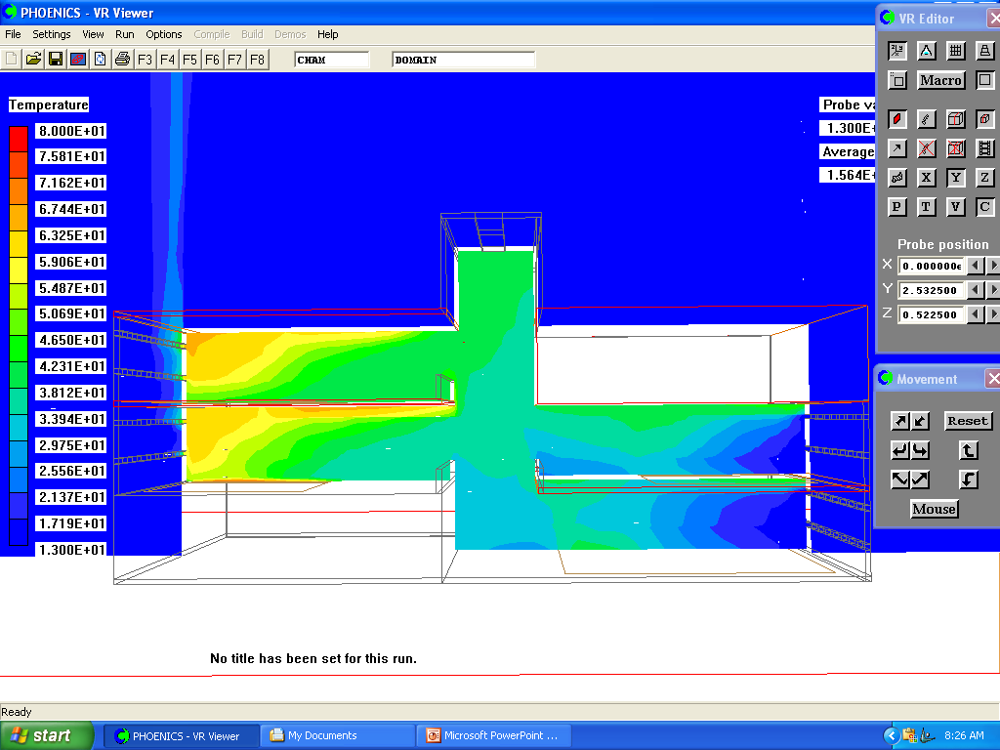 PHOENICS - VR Viewer
File Settings View Run Options Compile Build Demos Help
F3 F4 F5 F6 F7 F8 CHAM DOMAIN
Temperature
8.000E+01
7.581E+01
7.162E+01
6.744E+01
6.325E+01
5.906E+01
5.487E+01
5.069E+01
4.650E+01
4.231E+01
3.812E+01
3.394E+01
2.975E+01
2.556E+01
2.137E+01
1.719E+01
1.300E+01
Probe va
1.300E+
Average
1.564E+
VR Editor
Macro
X Y Z
P T V C
Probe position
X 0.000000e
Y 2.532500
Z 0.522500
Movement
Reset
Mouse
No title has been set for this run.
Ready
start PHOENICS - VR Viewer My Documents Microsoft PowerPoint ... 8:26 AM